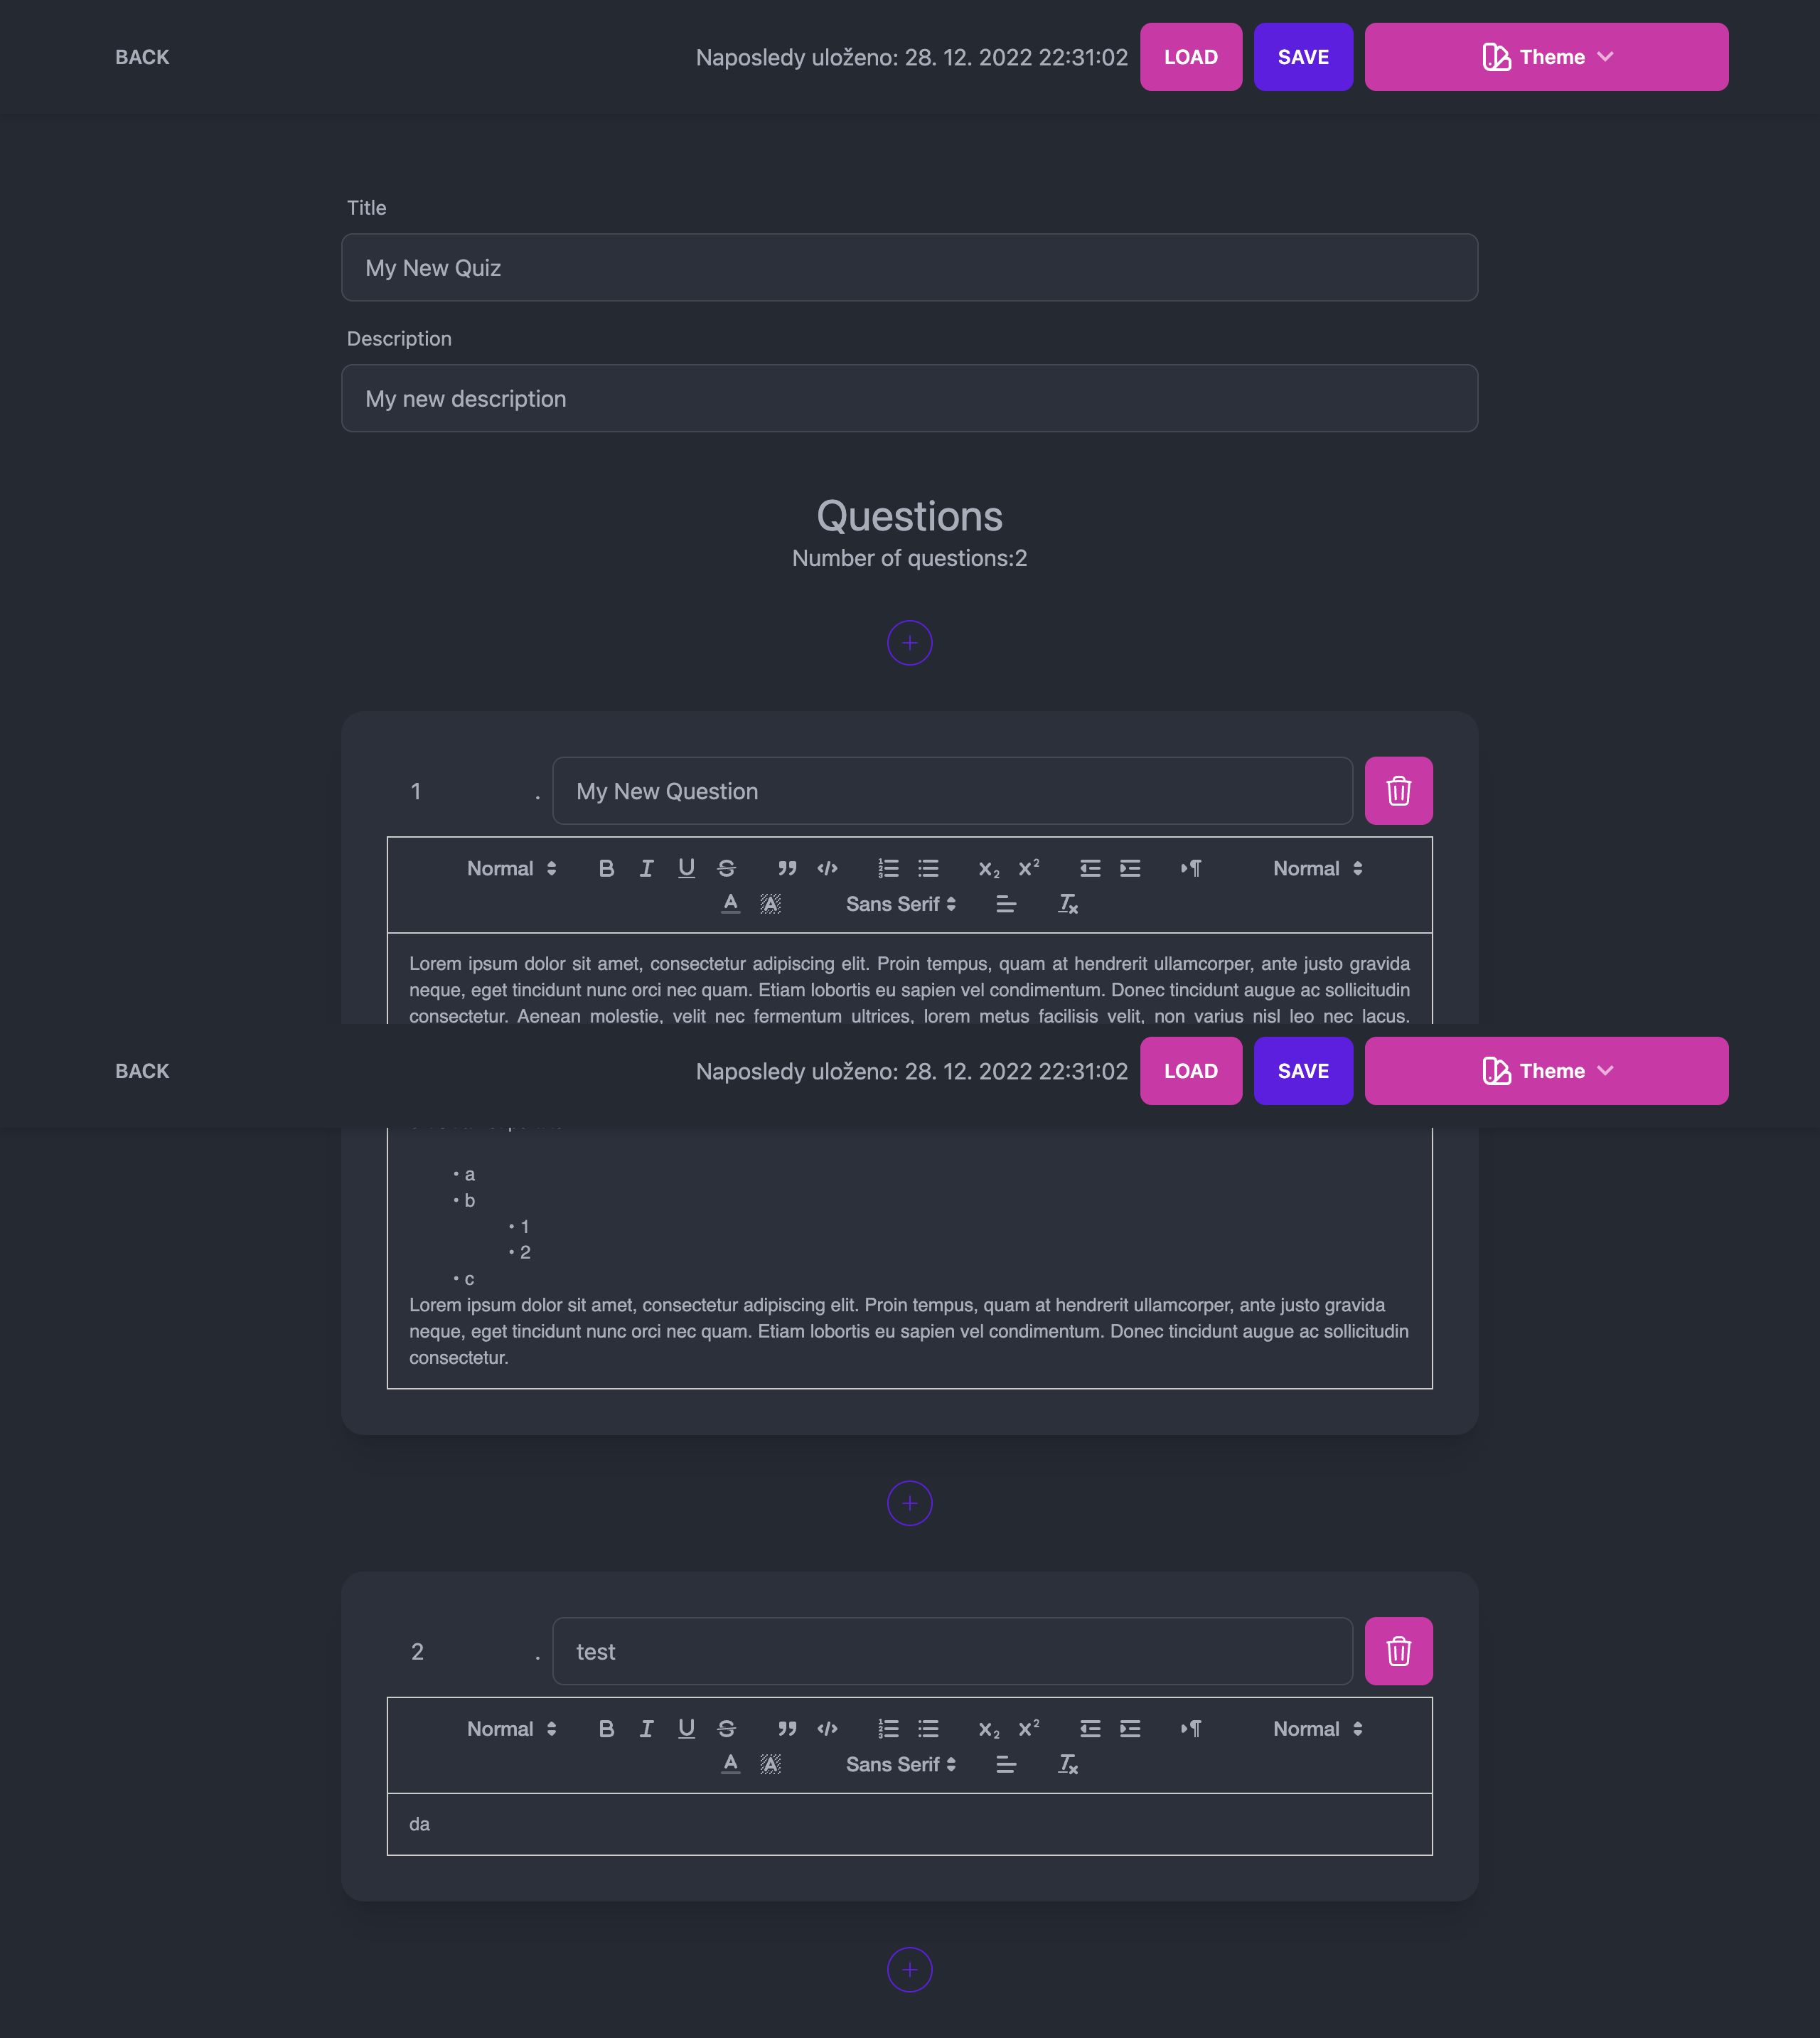 BACK
Naposledy uloženo: 28. 12. 2022 22:31:02
LOAD
SAVE
Theme
Title
My New Quiz
Description
My new description
Questions
Number of questions:2
1
.
My New Question
Normal
Normal
Sans Serif
Lorem ipsum dolor sit amet, consectetur adipiscing elit. Proin tempus, quam at hendrerit ullamcorper, ante justo gravida
neque, eget tincidunt nunc orci nec quam. Etiam lobortis eu sapien vel condimentum. Donec tincidunt augue ac sollicitudin
consectetur. Aenean molestie, velit nec fermentum ultrices, lorem metus facilisis velit, non varius nisl leo nec lacus.
BACK
Naposledy uloženo: 28. 12. 2022 22:31:02
LOAD
SAVE
Theme
• a
• b
• 1
• 2
• c
Lorem ipsum dolor sit amet, consectetur adipiscing elit. Proin tempus, quam at hendrerit ullamcorper, ante justo gravida
neque, eget tincidunt nunc orci nec quam. Etiam lobortis eu sapien vel condimentum. Donec tincidunt augue ac sollicitudin
consectetur.
2
.
test
Normal
Normal
Sans Serif
da